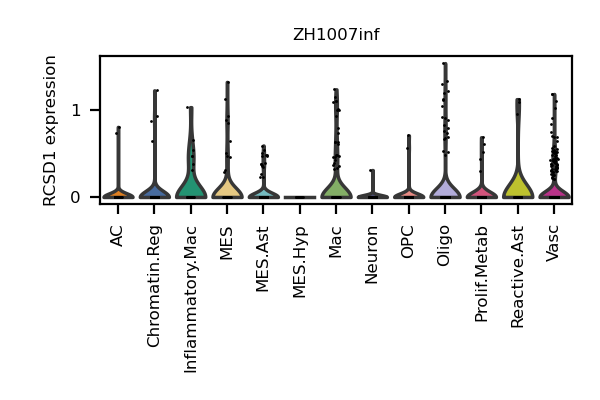 ZH1007inf
RCSD1 expression
1
0
AC
Chromatin.Reg
Inflammatory.Mac
MES
MES.Ast
MES.Hyp
Mac
Neuron
OPC
Oligo
Prolif.Metab
Reactive.Ast
Vasc